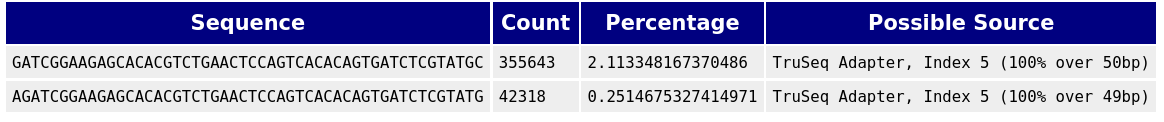 Sequence Count Percentage Possible Source
GATCGGAAGAGCACACGTCTGAACTCCAGTCACACAGTGATCTCGTATGC 355643 2.113348167370486 TruSeq Adapter, Index 5 (100% over 50bp)
AGATCGGAAGAGCACACGTCTGAACTCCAGTCACACAGTGATCTCGTATG 42318 0.2514675327414971 TruSeq Adapter, Index 5 (100% over 49bp)